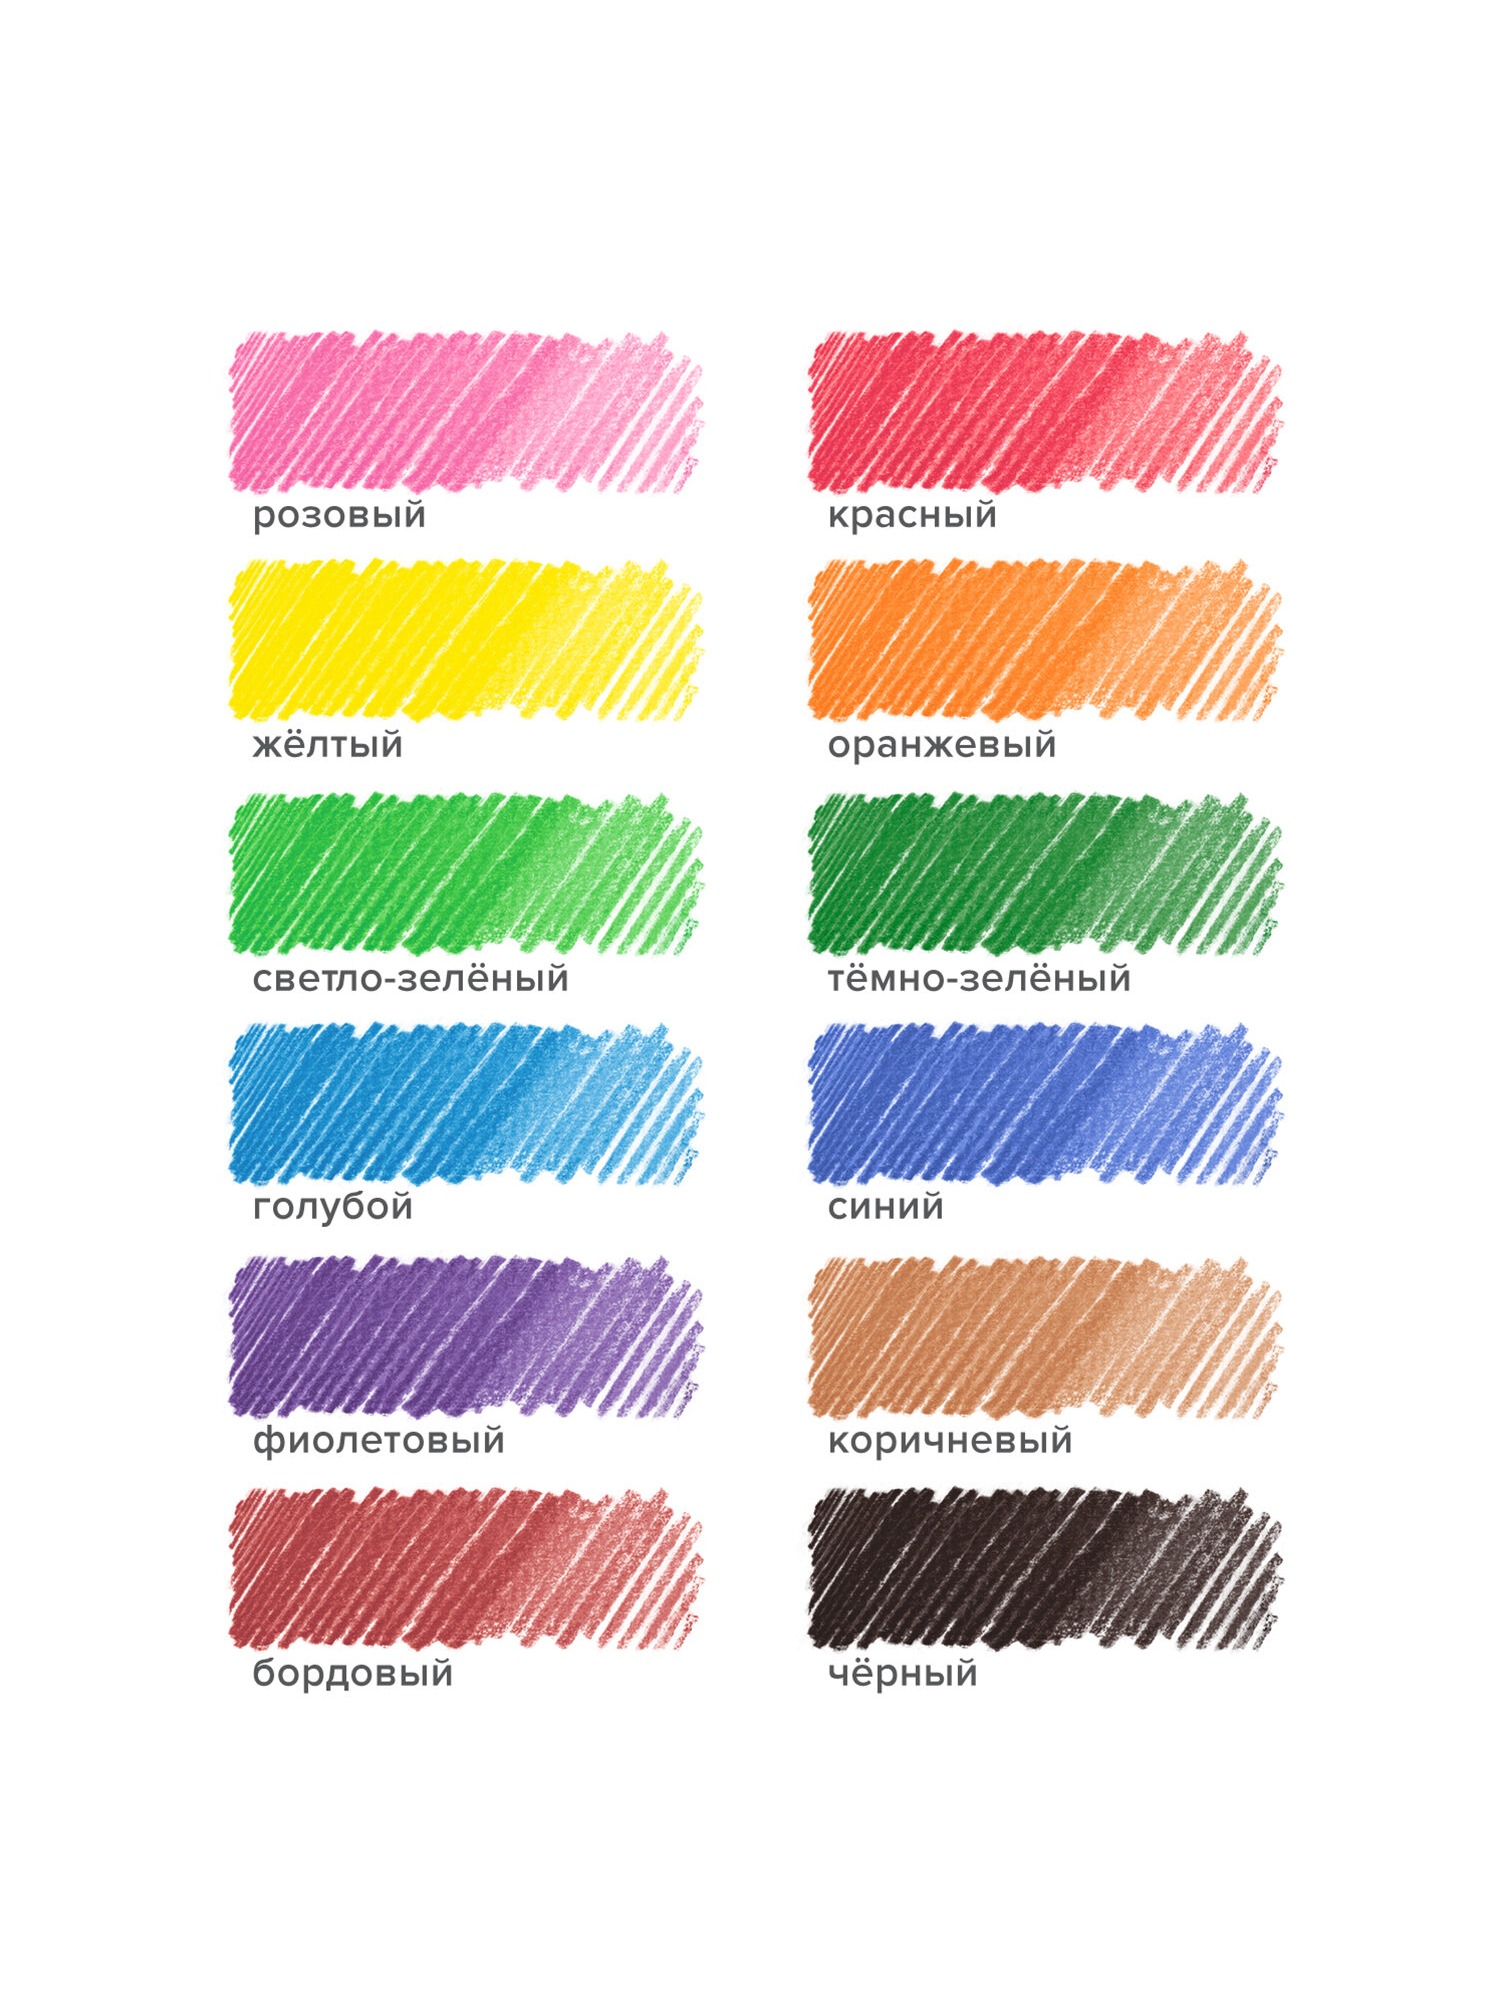 розовый
красный
жёлтый
оранжевый
светло-зелёный
тёмно-зелёный
голубой
синий
фиолетовый
коричневый
бордовый
чёрный